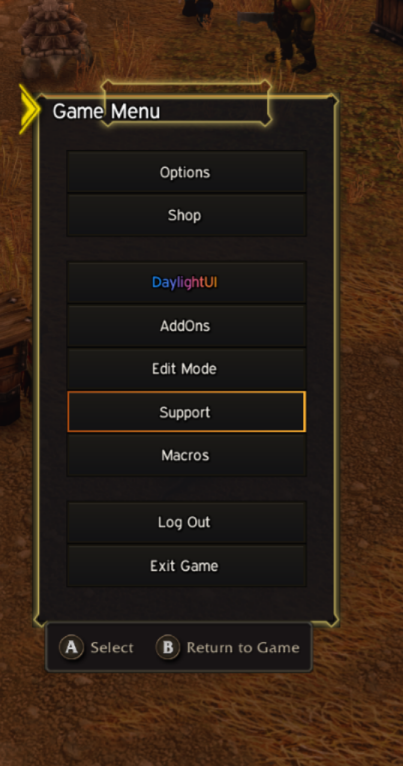 Game Menu
Options
Shop
DaylightUI
AddOns
Edit Mode
Support
Macros
Log Out
Exit Game
A Select B Return to Game